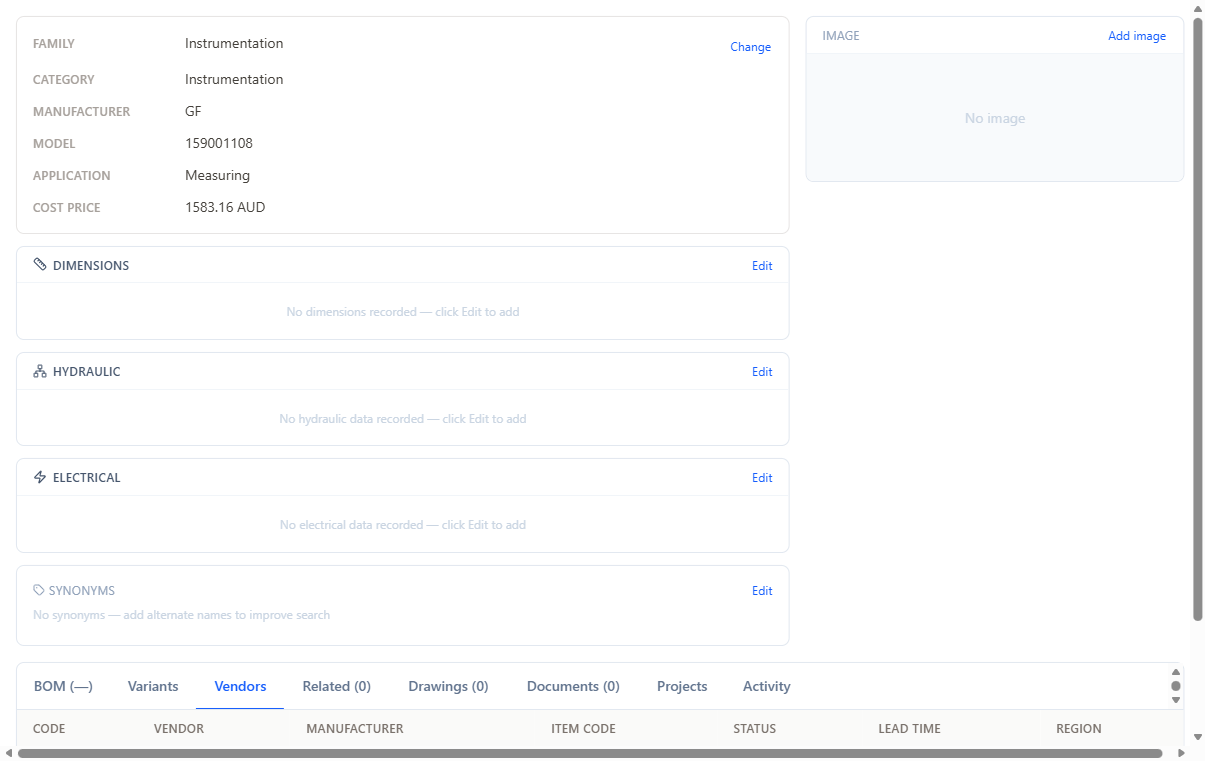 FAMILY Instrumentation Change
CATEGORY Instrumentation
MANUFACTURER GF
MODEL 159001108
APPLICATION Measuring
COST PRICE 1583.16 AUD
IMAGE Add image
No image
DIMENSIONS Edit
No dimensions recorded — click Edit to add
HYDRAULIC Edit
No hydraulic data recorded — click Edit to add
ELECTRICAL Edit
No electrical data recorded — click Edit to add
SYNONYMS Edit
No synonyms — add alternate names to improve search
BOM (—) Variants Vendors Related (0) Drawings (0) Documents (0) Projects Activity
CODE VENDOR MANUFACTURER ITEM CODE STATUS LEAD TIME REGION